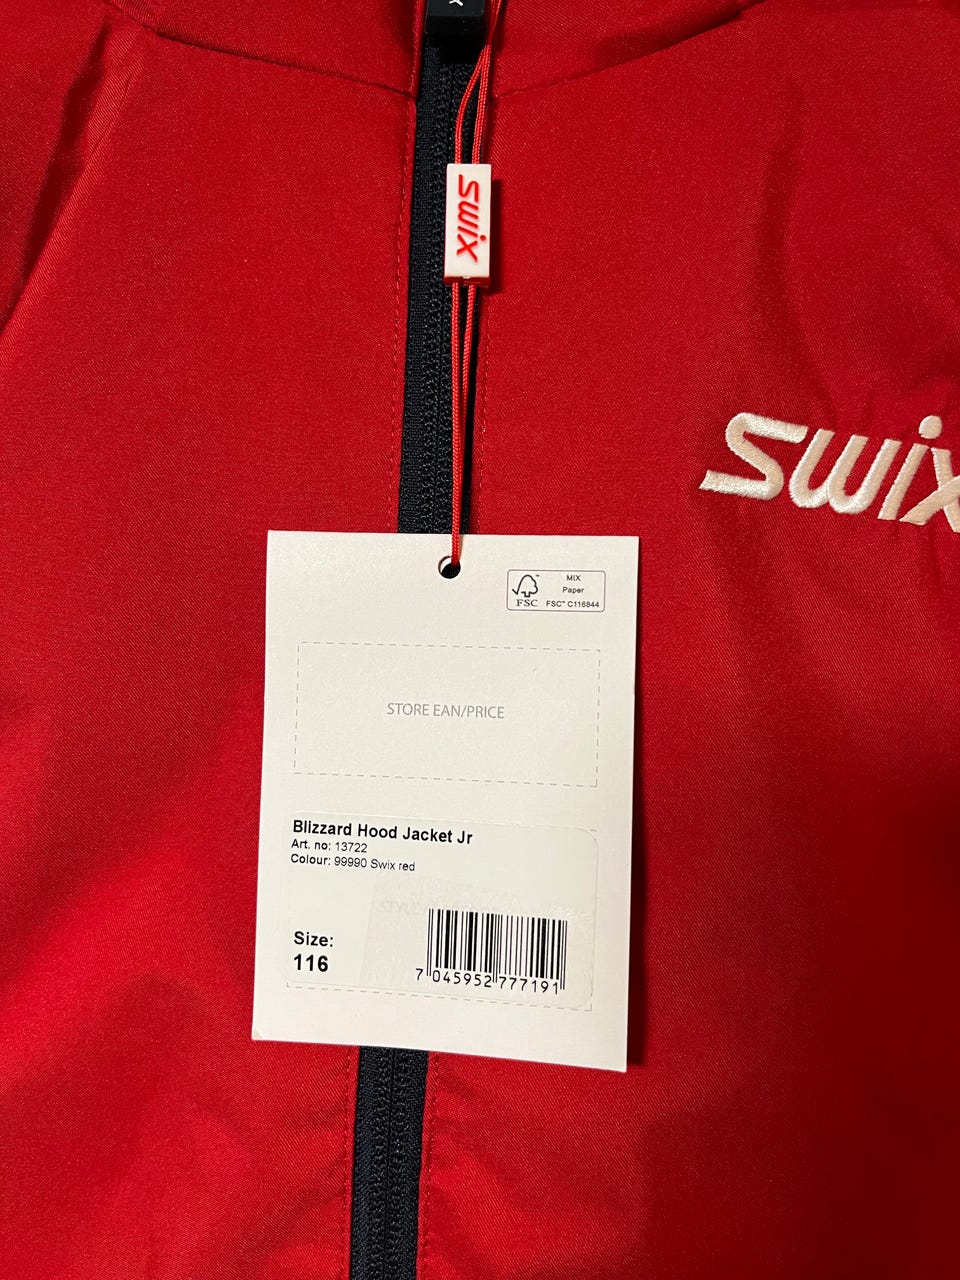 Swix
Swix
FSC™
MIX
Paper
FSC™ C116844
STORE EAN/PRICE
Blizzard Hood Jacket Jr
Art. no: 13722
Colour: 99990 Swix red
Size:
116
7 045952 777191